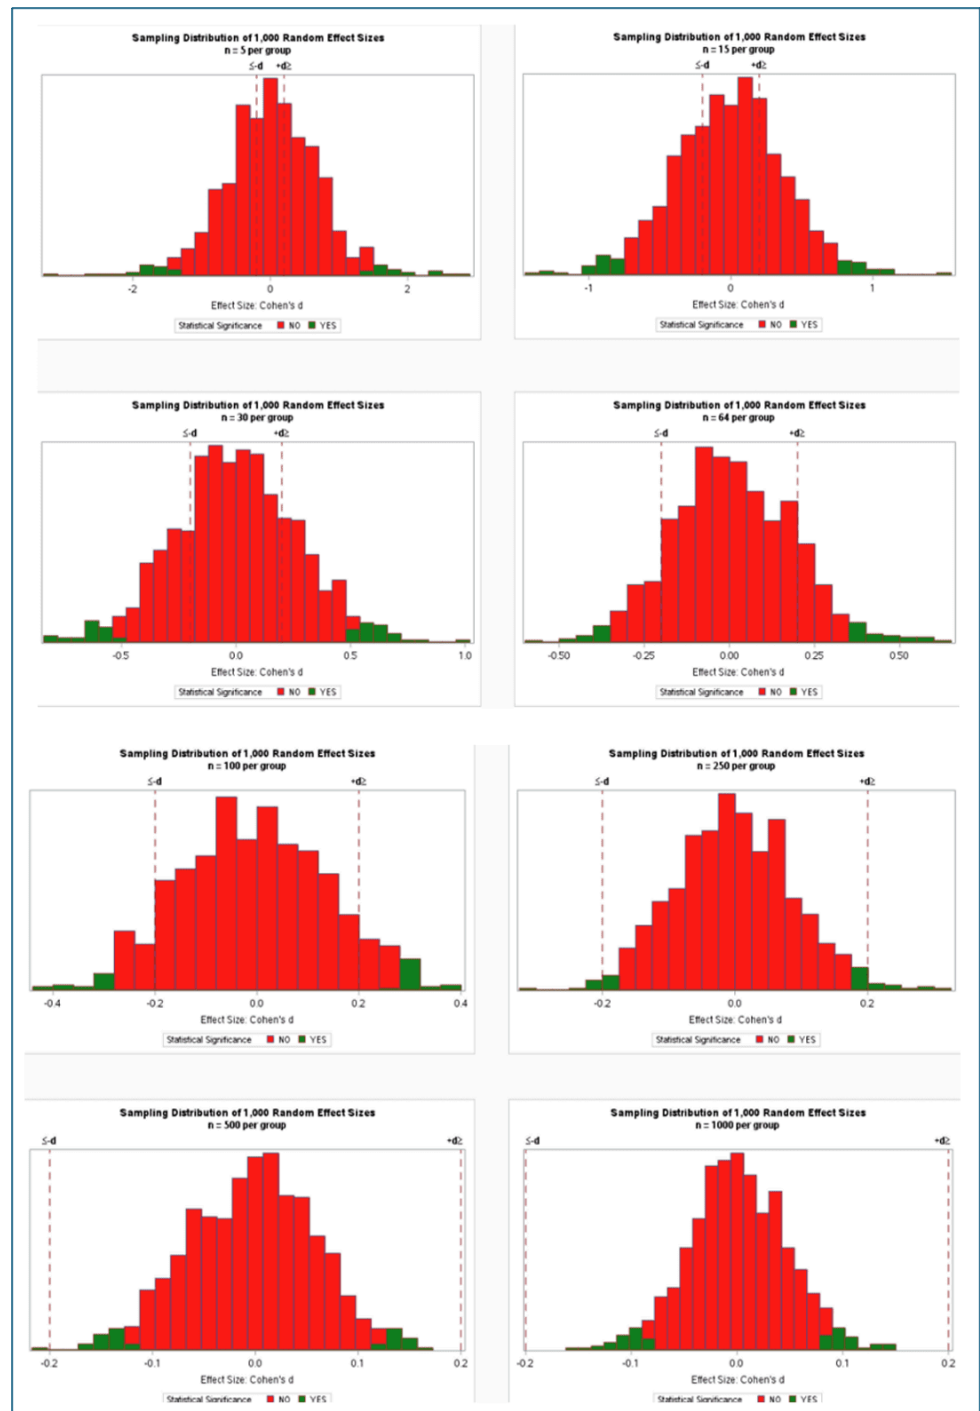 Sampling Distribution of 1,000 Random Effect Sizes
n = 5 per group
≤-d +d≥
-2 0 2
Effect Size: Cohen's d
Statistical Significance NO YES
Sampling Distribution of 1,000 Random Effect Sizes
n = 15 per group
≤-d +d≥
-1 0 1
Effect Size: Cohen's d
Statistical Significance NO YES
Sampling Distribution of 1,000 Random Effect Sizes
n = 30 per group
≤-d +d≥
-0.5 0.0 0.5 1.0
Effect Size: Cohen's d
Statistical Significance NO YES
Sampling Distribution of 1,000 Random Effect Sizes
n = 64 per group
≤-d +d≥
-0.50 -0.25 0.00 0.25 0.50
Effect Size: Cohen's d
Statistical Significance NO YES
Sampling Distribution of 1,000 Random Effect Sizes
n = 100 per group
≤-d +d≥
-0.4 -0.2 0.0 0.2 0.4
Effect Size: Cohen's d
Statistical Significance NO YES
Sampling Distribution of 1,000 Random Effect Sizes
n = 250 per group
≤-d +d≥
-0.2 0.0 0.2
Effect Size: Cohen's d
Statistical Significance NO YES
Sampling Distribution of 1,000 Random Effect Sizes
n = 500 per group
≤-d +d≥
-0.2 -0.1 0.0 0.1 0.2
Effect Size: Cohen's d
Statistical Significance NO YES
Sampling Distribution of 1,000 Random Effect Sizes
n = 1000 per group
≤-d +d≥
-0.2 -0.1 0.0 0.1 0.2
Effect Size: Cohen's d
Statistical Significance NO YES